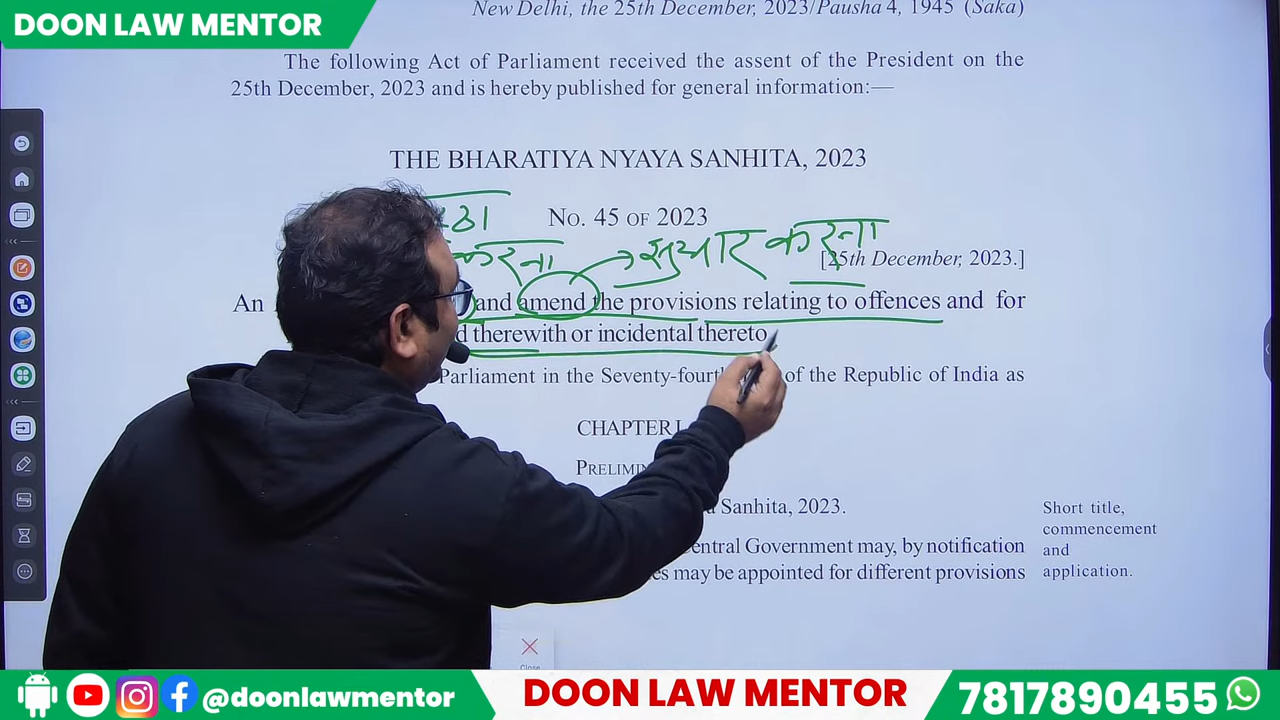 DOON LAW MENTOR
New Delhi, the 25th December, 2023/Pausha 4, 1945 (Saka)
The following Act of Parliament received the assent of the President on the
25th December, 2023 and is hereby published for general information:—
THE BHARATIYA NYAYA SANHITA, 2023
No. 45 OF 2023
करना
सुधार करना
[25th December, 2023.]
An and amend the provisions relating to offences and for
therewith or incidental thereto
Parliament in the Seventy-fourth of the Republic of India as
CHAPTER I
Sanhita, 2023.
Short title,
commencement
and
application.
Central Government may, by notification
may be appointed for different provisions
Close
@doonlawmentor
DOON LAW MENTOR
7817890455